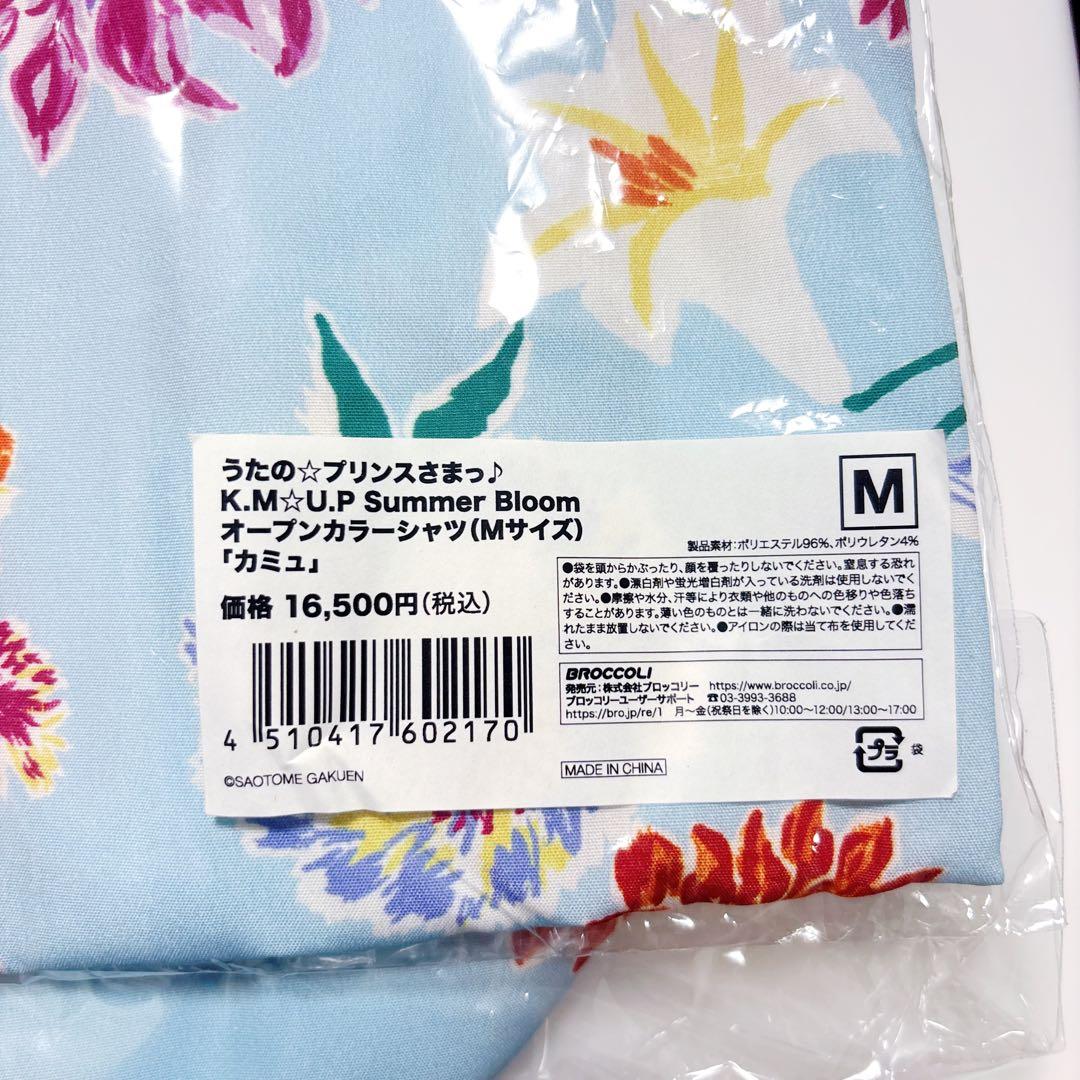 うたの☆プリンスさまっ♪
K.M☆U.P Summer Bloom
オープンカラーシャツ(Mサイズ)
「カミュ」
価格 16,500円(税込)
4 510417 602170
©SAOTOME GAKUEN
M
製品素材:ポリエステル96%、ポリウレタン4%
●袋を頭からかぶったり、顔を覆ったりしないでください。窒息する恐れ
があります。●漂白剤や蛍光増白剤が入っている洗剤は使用しないでく
ださい。●摩擦や水分、汗等により衣類や他のものへの色移りや色落ち
することがあります。薄い色のものとは一緒に洗わないでください。●濡
れたまま放置しないでください。●アイロンの際は当て布を使用してくだ
さい。
BROCCOLI
発売元:株式会社ブロッコリー https://www.broccoli.co.jp/
ブロッコリーユーザーサポート ☎03-3993-3688
https://bro.jp/re/1 月〜金(祝祭日を除く)10:00〜12:00/13:00〜17:00
MADE IN CHINA
プラ 袋